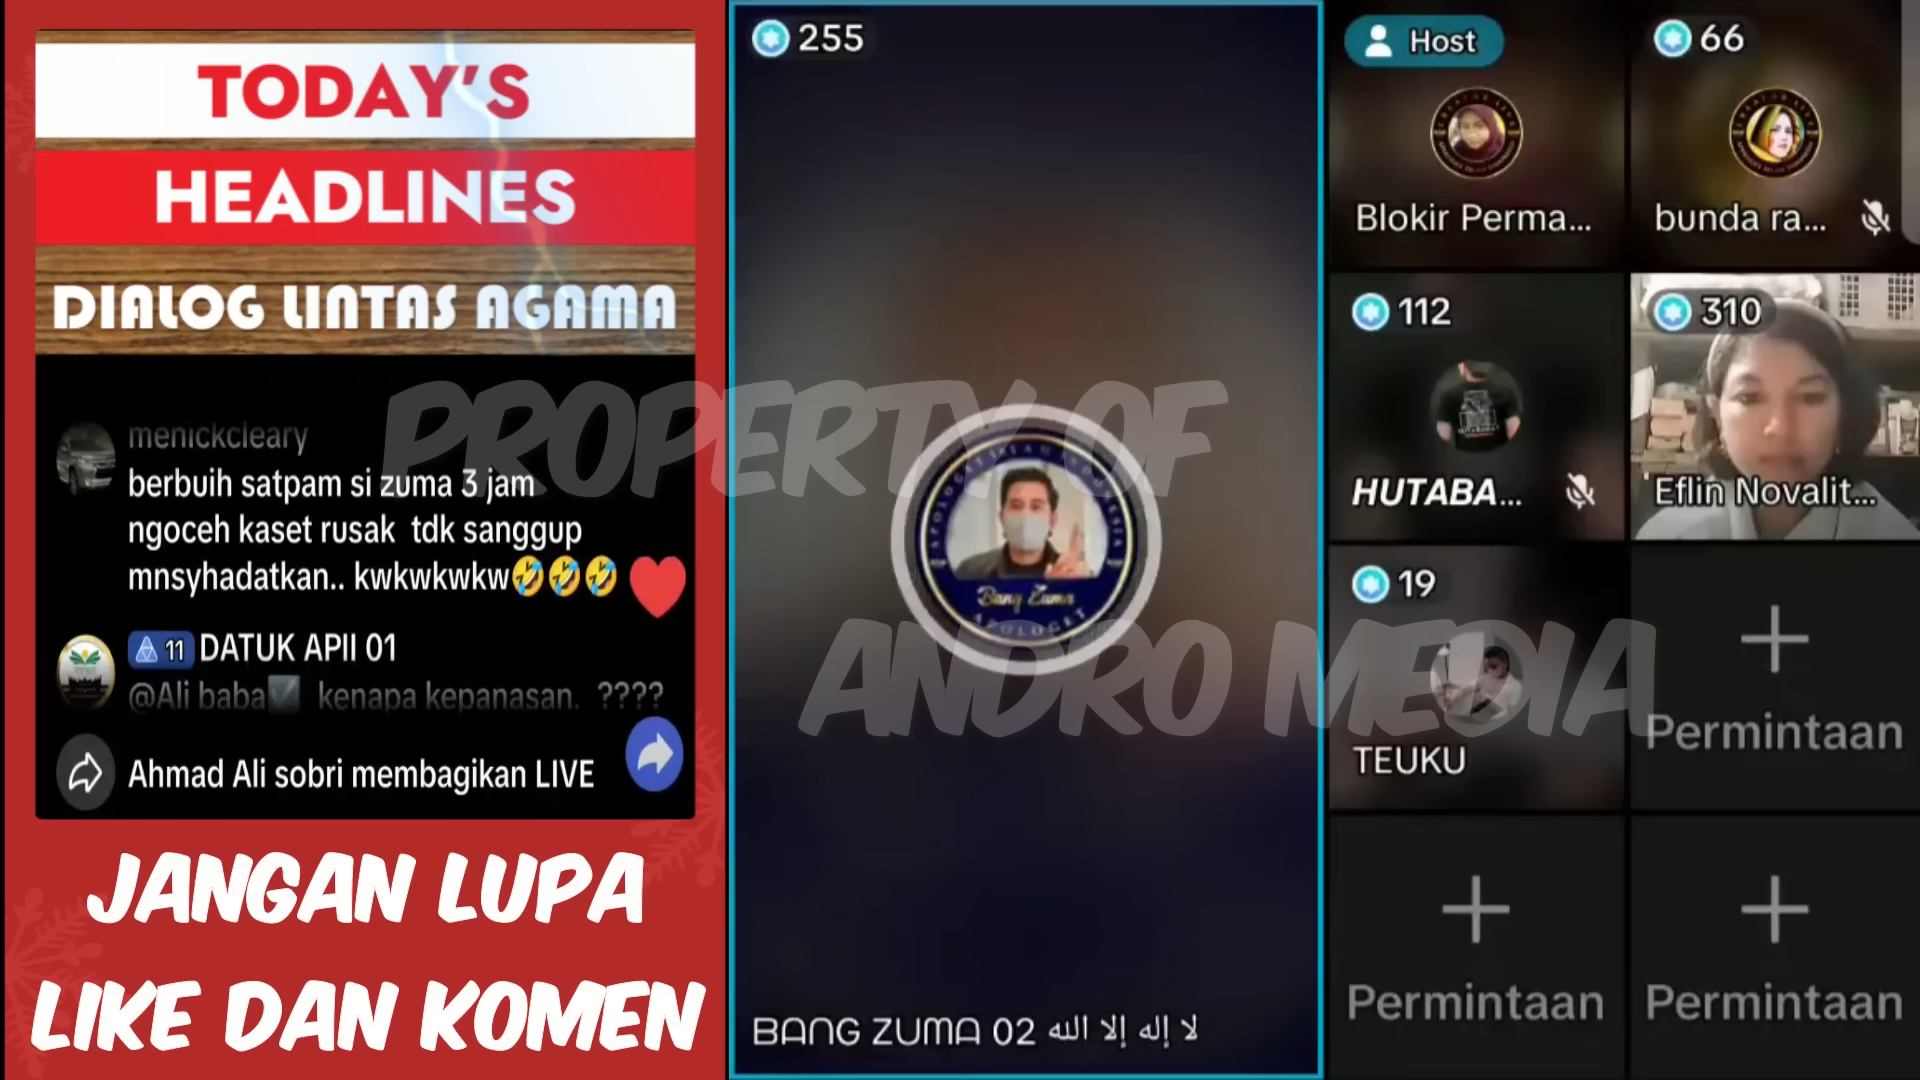 TODAY'S
HEADLINES
DIALOG LINTAS AGAMA
menickcleary
berbuih satpam si zuma 3 jam
ngoceh kaset rusak tdk sanggup
mnsyhadatkan.. kwkwkwkw🤣🤣🤣
11 DATUK APII 01
@Ali baba☑️ kenapa kepanasan. ????
Ahmad Ali sobri membagikan LIVE
JANGAN LUPA
LIKE DAN KOMEN
PROPERTY OF
ANDRO MEDIA
255
Bang Zuma
APOLOGET
BANG ZUMA 02 لا إله إلا الله
Host
Blokir Perma...
66
bunda ra...
112
HUTABA...
310
Eflin Novalit...
19
TEUKU
Permintaan
Permintaan
Permintaan